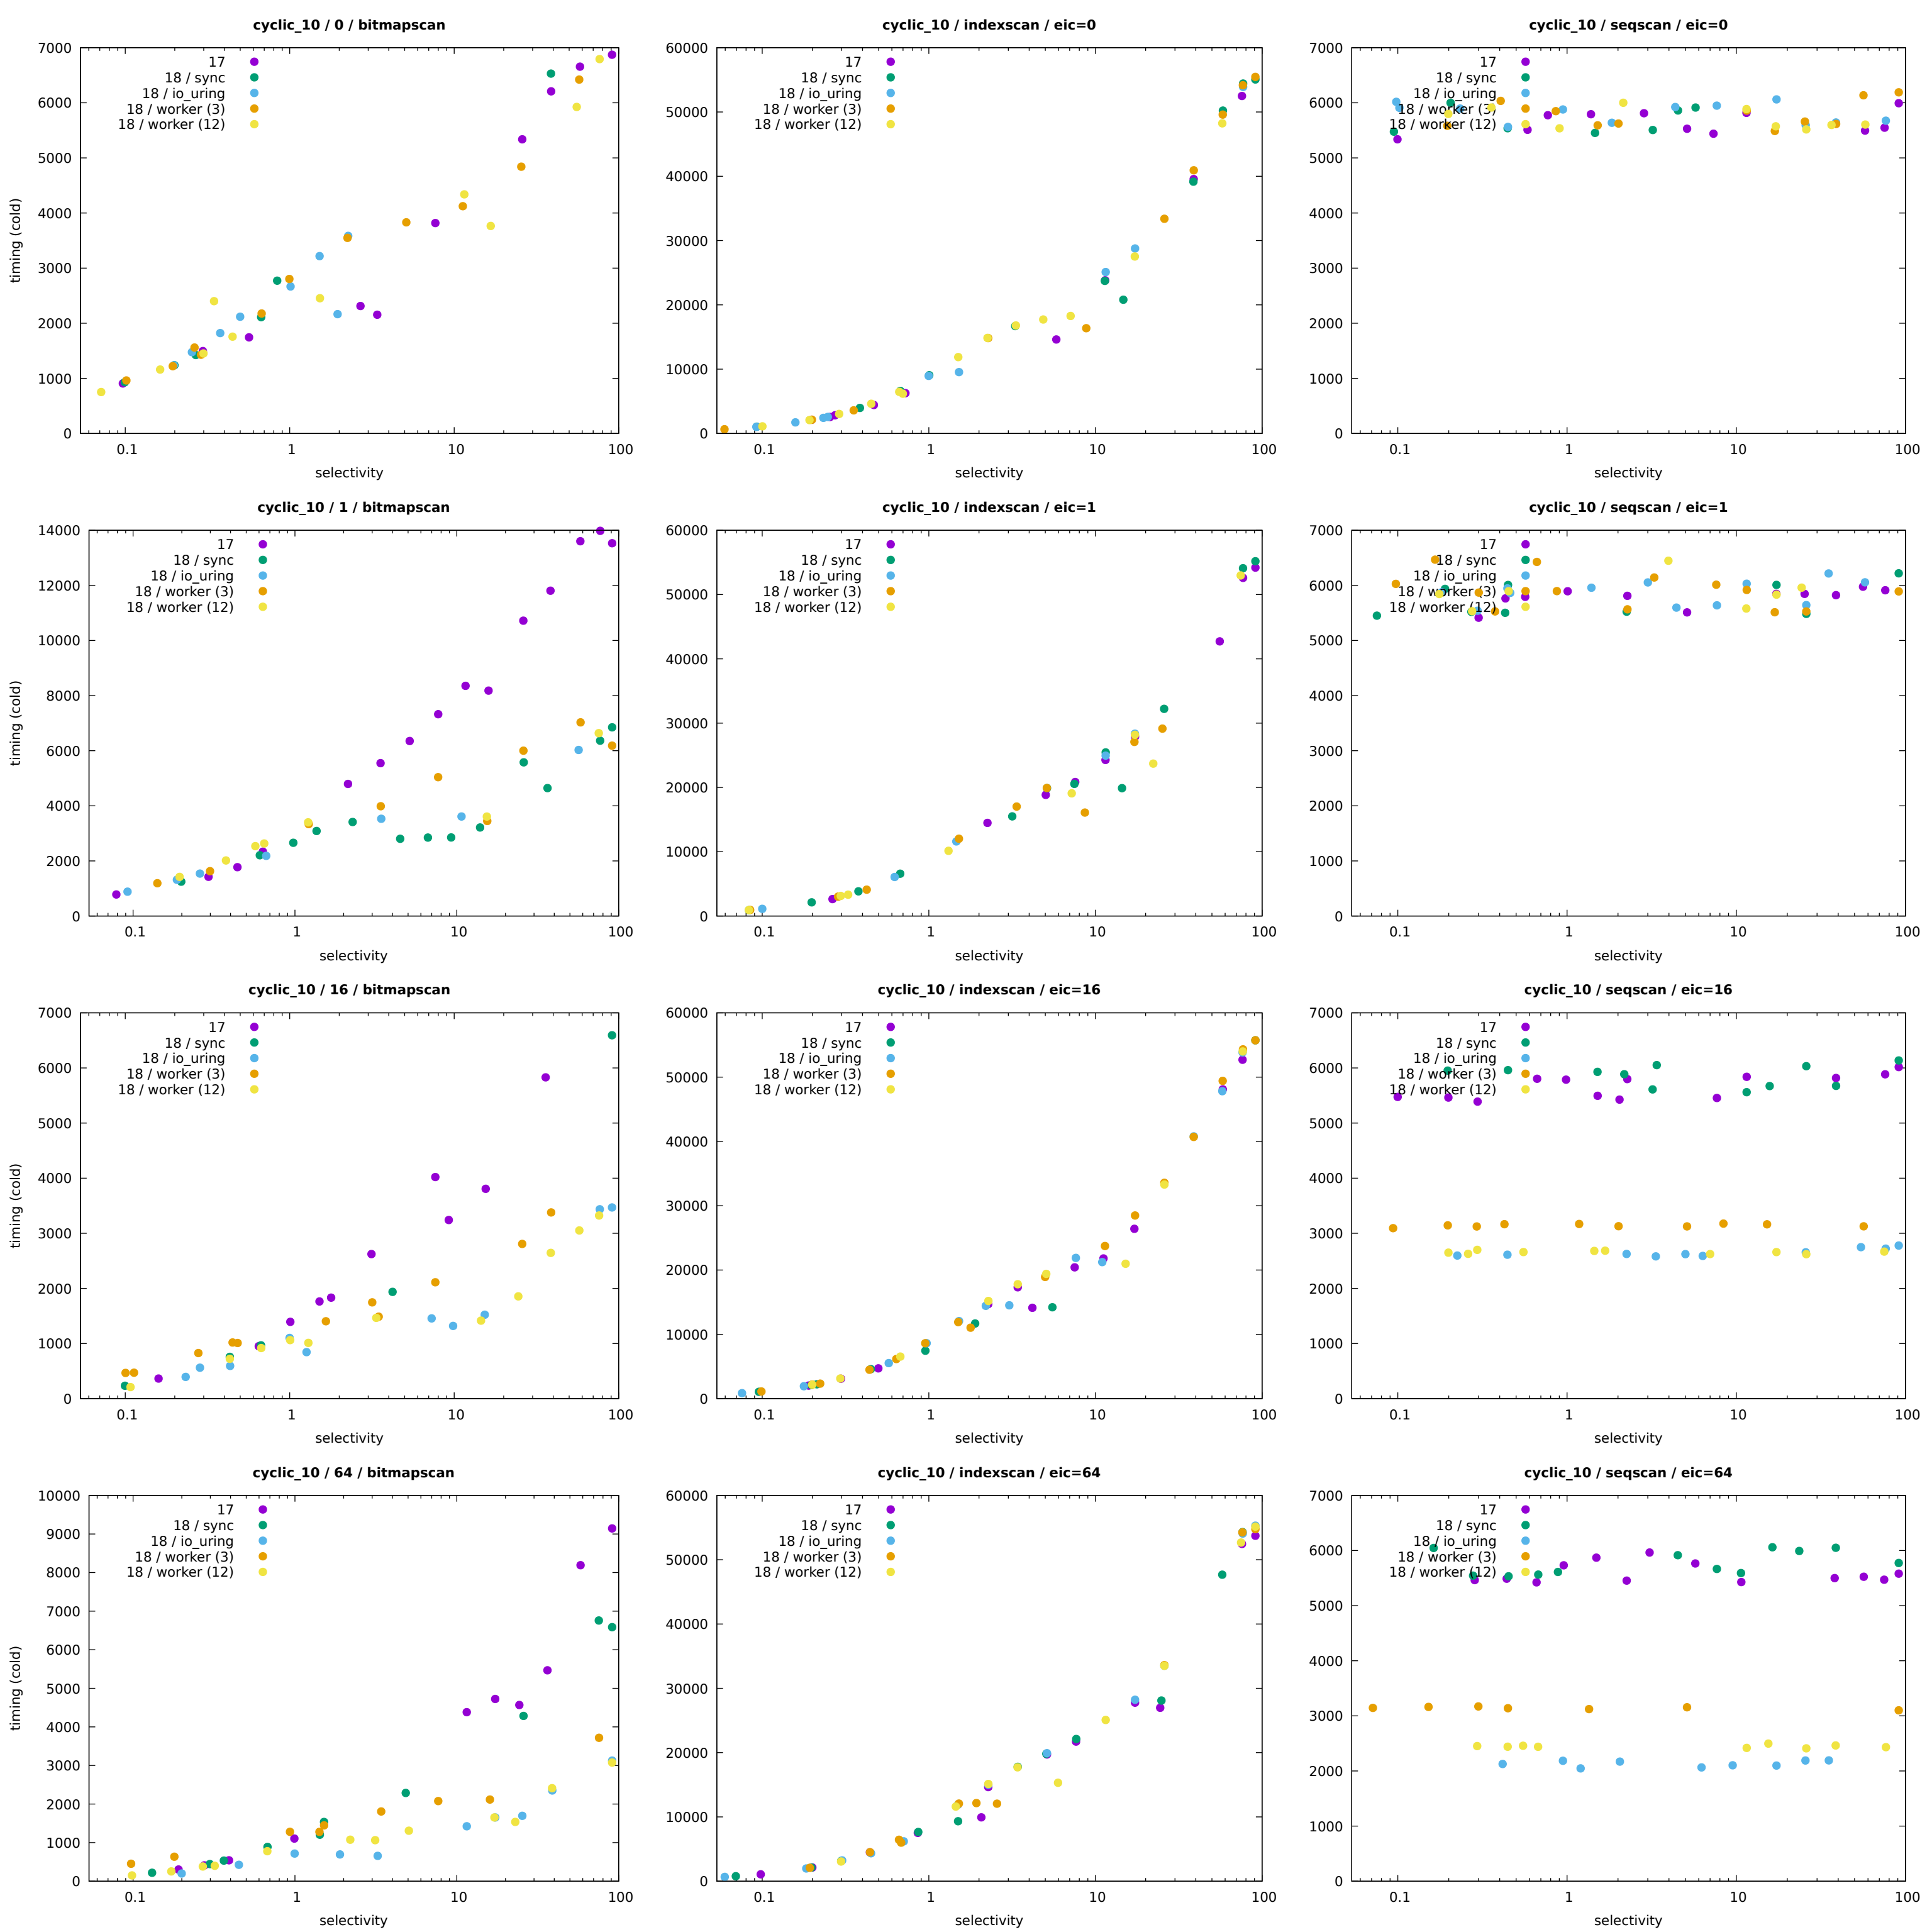 cyclic_10 / 0 / bitmapscan
timing (cold)
7000
6000
5000
4000
3000
2000
1000
0
17
18 / sync
18 / io_uring
18 / worker (3)
18 / worker (12)
0.1 1 10 100
selectivity
cyclic_10 / indexscan / eic=0
60000
50000
40000
30000
20000
10000
0
17
18 / sync
18 / io_uring
18 / worker (3)
18 / worker (12)
0.1 1 10 100
selectivity
cyclic_10 / seqscan / eic=0
7000
6000
5000
4000
3000
2000
1000
0
17
18 / sync
18 / io_uring
18 / worker (3)
18 / worker (12)
0.1 1 10 100
selectivity
cyclic_10 / 1 / bitmapscan
timing (cold)
14000
12000
10000
8000
6000
4000
2000
0
17
18 / sync
18 / io_uring
18 / worker (3)
18 / worker (12)
0.1 1 10 100
selectivity
cyclic_10 / indexscan / eic=1
60000
50000
40000
30000
20000
10000
0
17
18 / sync
18 / io_uring
18 / worker (3)
18 / worker (12)
0.1 1 10 100
selectivity
cyclic_10 / seqscan / eic=1
7000
6000
5000
4000
3000
2000
1000
0
17
18 / sync
18 / io_uring
18 / worker (3)
18 / worker (12)
0.1 1 10 100
selectivity
cyclic_10 / 16 / bitmapscan
timing (cold)
7000
6000
5000
4000
3000
2000
1000
0
17
18 / sync
18 / io_uring
18 / worker (3)
18 / worker (12)
0.1 1 10 100
selectivity
cyclic_10 / indexscan / eic=16
60000
50000
40000
30000
20000
10000
0
17
18 / sync
18 / io_uring
18 / worker (3)
18 / worker (12)
0.1 1 10 100
selectivity
cyclic_10 / seqscan / eic=16
7000
6000
5000
4000
3000
2000
1000
0
17
18 / sync
18 / io_uring
18 / worker (3)
18 / worker (12)
0.1 1 10 100
selectivity
cyclic_10 / 64 / bitmapscan
timing (cold)
10000
9000
8000
7000
6000
5000
4000
3000
2000
1000
0
17
18 / sync
18 / io_uring
18 / worker (3)
18 / worker (12)
0.1 1 10 100
selectivity
cyclic_10 / indexscan / eic=64
60000
50000
40000
30000
20000
10000
0
17
18 / sync
18 / io_uring
18 / worker (3)
18 / worker (12)
0.1 1 10 100
selectivity
cyclic_10 / seqscan / eic=64
7000
6000
5000
4000
3000
2000
1000
0
17
18 / sync
18 / io_uring
18 / worker (3)
18 / worker (12)
0.1 1 10 100
selectivity